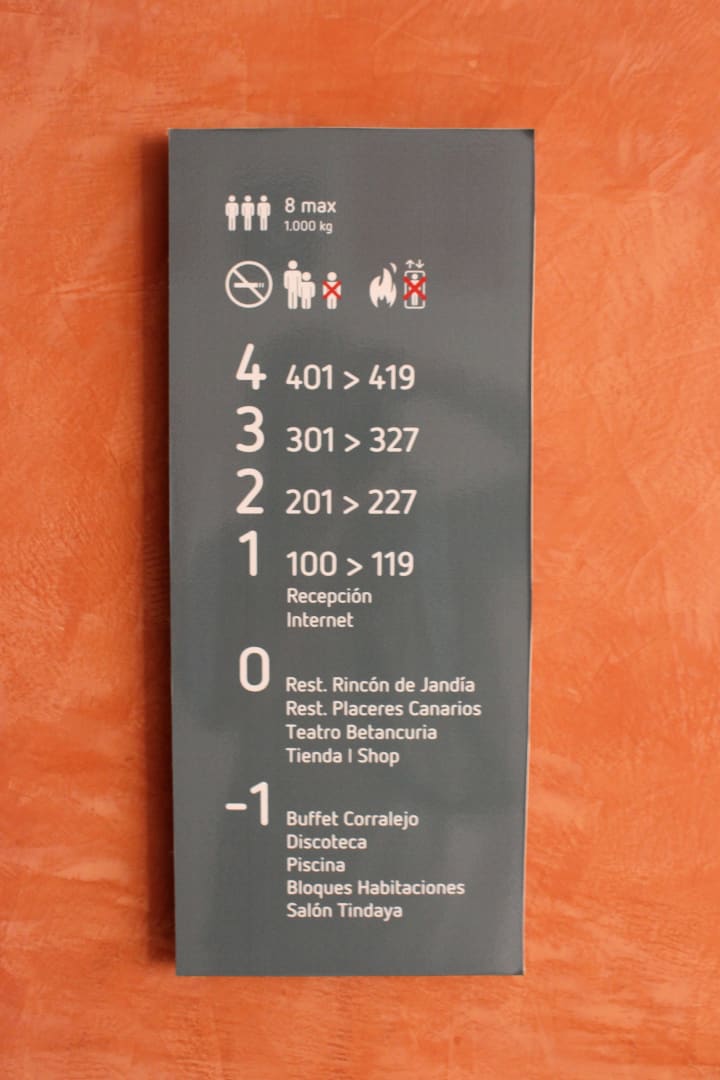 8 max
1.000 kg
4 401 > 419
3 301 > 327
2 201 > 227
1 100 > 119
Recepción
Internet
0 Rest. Rincón de Jandía
Rest. Placeres Canarios
Teatro Betancuria
Tienda | Shop
-1 Buffet Corralejo
Discoteca
Piscina
Bloques Habitaciones
Salón Tindaya